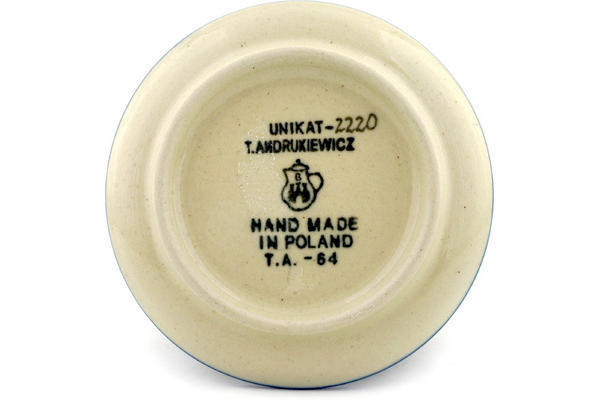 UNIKAT-2220
T.ANDRUKIEWICZ
B
HAND MADE
IN POLAND
T.A. -64